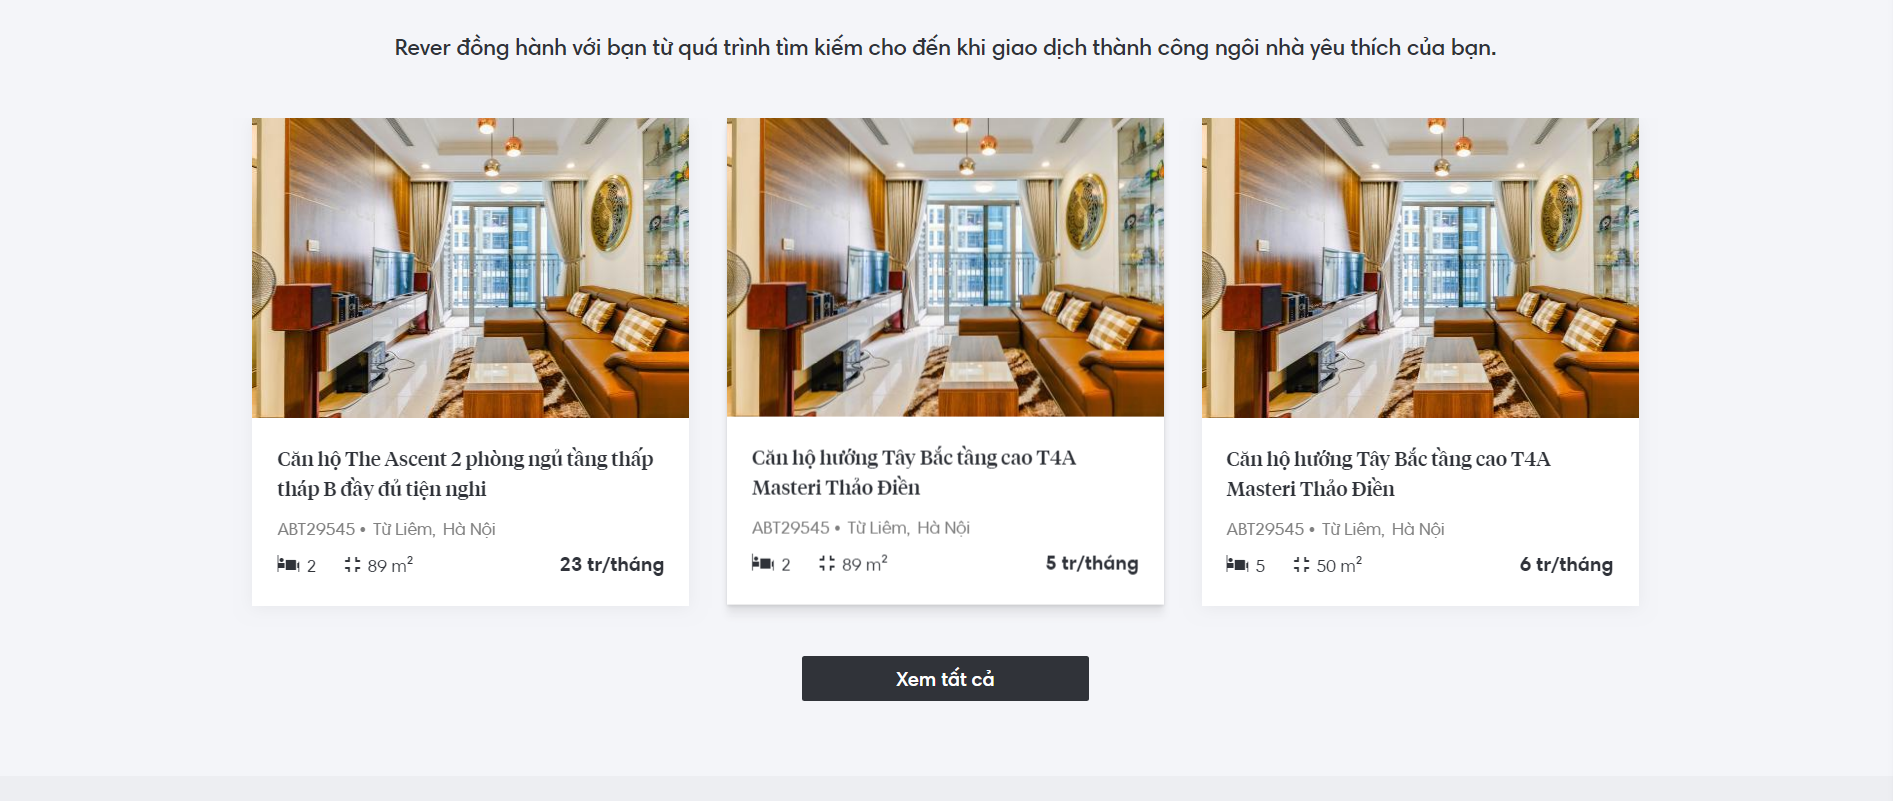 Rever đồng hành với bạn từ quá trình tìm kiếm cho đến khi giao dịch thành công ngôi nhà yêu thích của bạn.
Căn hộ The Ascent 2 phòng ngủ tầng thấp
tháp B đầy đủ tiện nghi
ABT29545 • Từ Liêm, Hà Nội
2 89 m² 23 tr/tháng
Căn hộ hướng Tây Bắc tầng cao T4A
Masteri Thảo Điền
ABT29545 • Từ Liêm, Hà Nội
2 89 m² 5 tr/tháng
Căn hộ hướng Tây Bắc tầng cao T4A
Masteri Thảo Điền
ABT29545 • Từ Liêm, Hà Nội
5 50 m² 6 tr/tháng
Xem tất cả